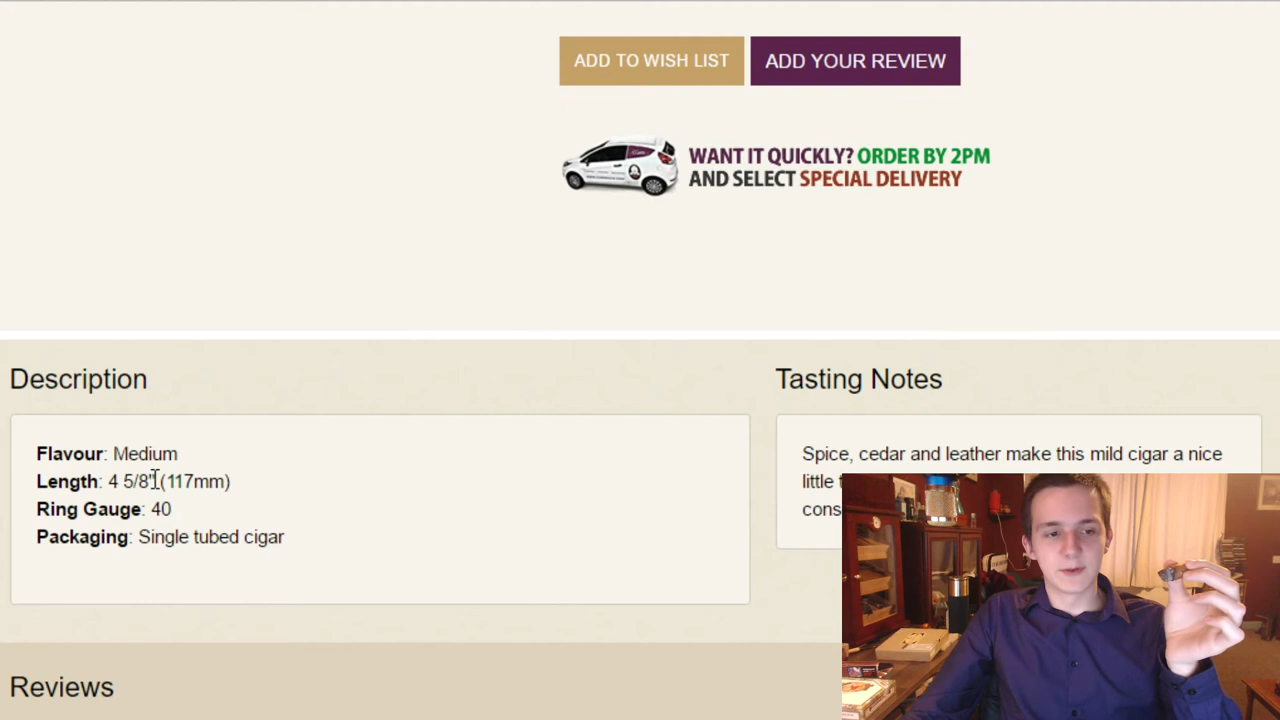 ADD TO WISH LIST
ADD YOUR REVIEW
WANT IT QUICKLY? ORDER BY 2PM
AND SELECT SPECIAL DELIVERY
Description
Flavour: Medium
Length: 4 5/8" (117mm)
Ring Gauge: 40
Packaging: Single tubed cigar
Tasting Notes
Spice, cedar and leather make this mild cigar a nice
little
cons
Reviews